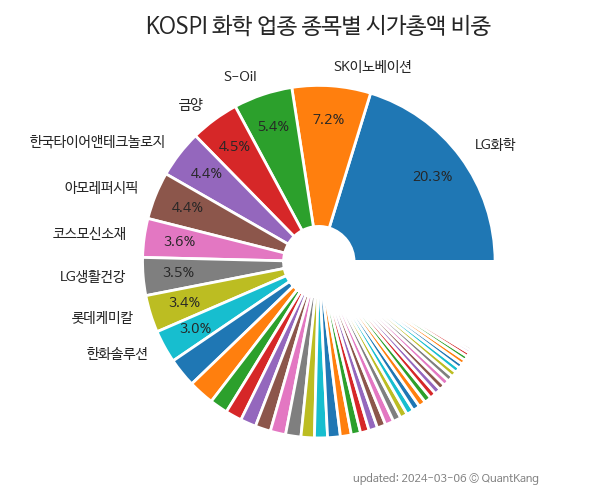 KOSPI 화학 업종 종목별 시가총액 비중
SK이노베이션
S-Oil
금양
한국타이어앤테크놀로지
LG화학
아모레퍼시픽
코스모신소재
LG생활건강
롯데케미칼
한화솔루션
7.2%
5.4%
4.5%
4.4%
20.3%
4.4%
3.6%
3.5%
3.4%
3.0%
updated: 2024-03-06 © QuantKang